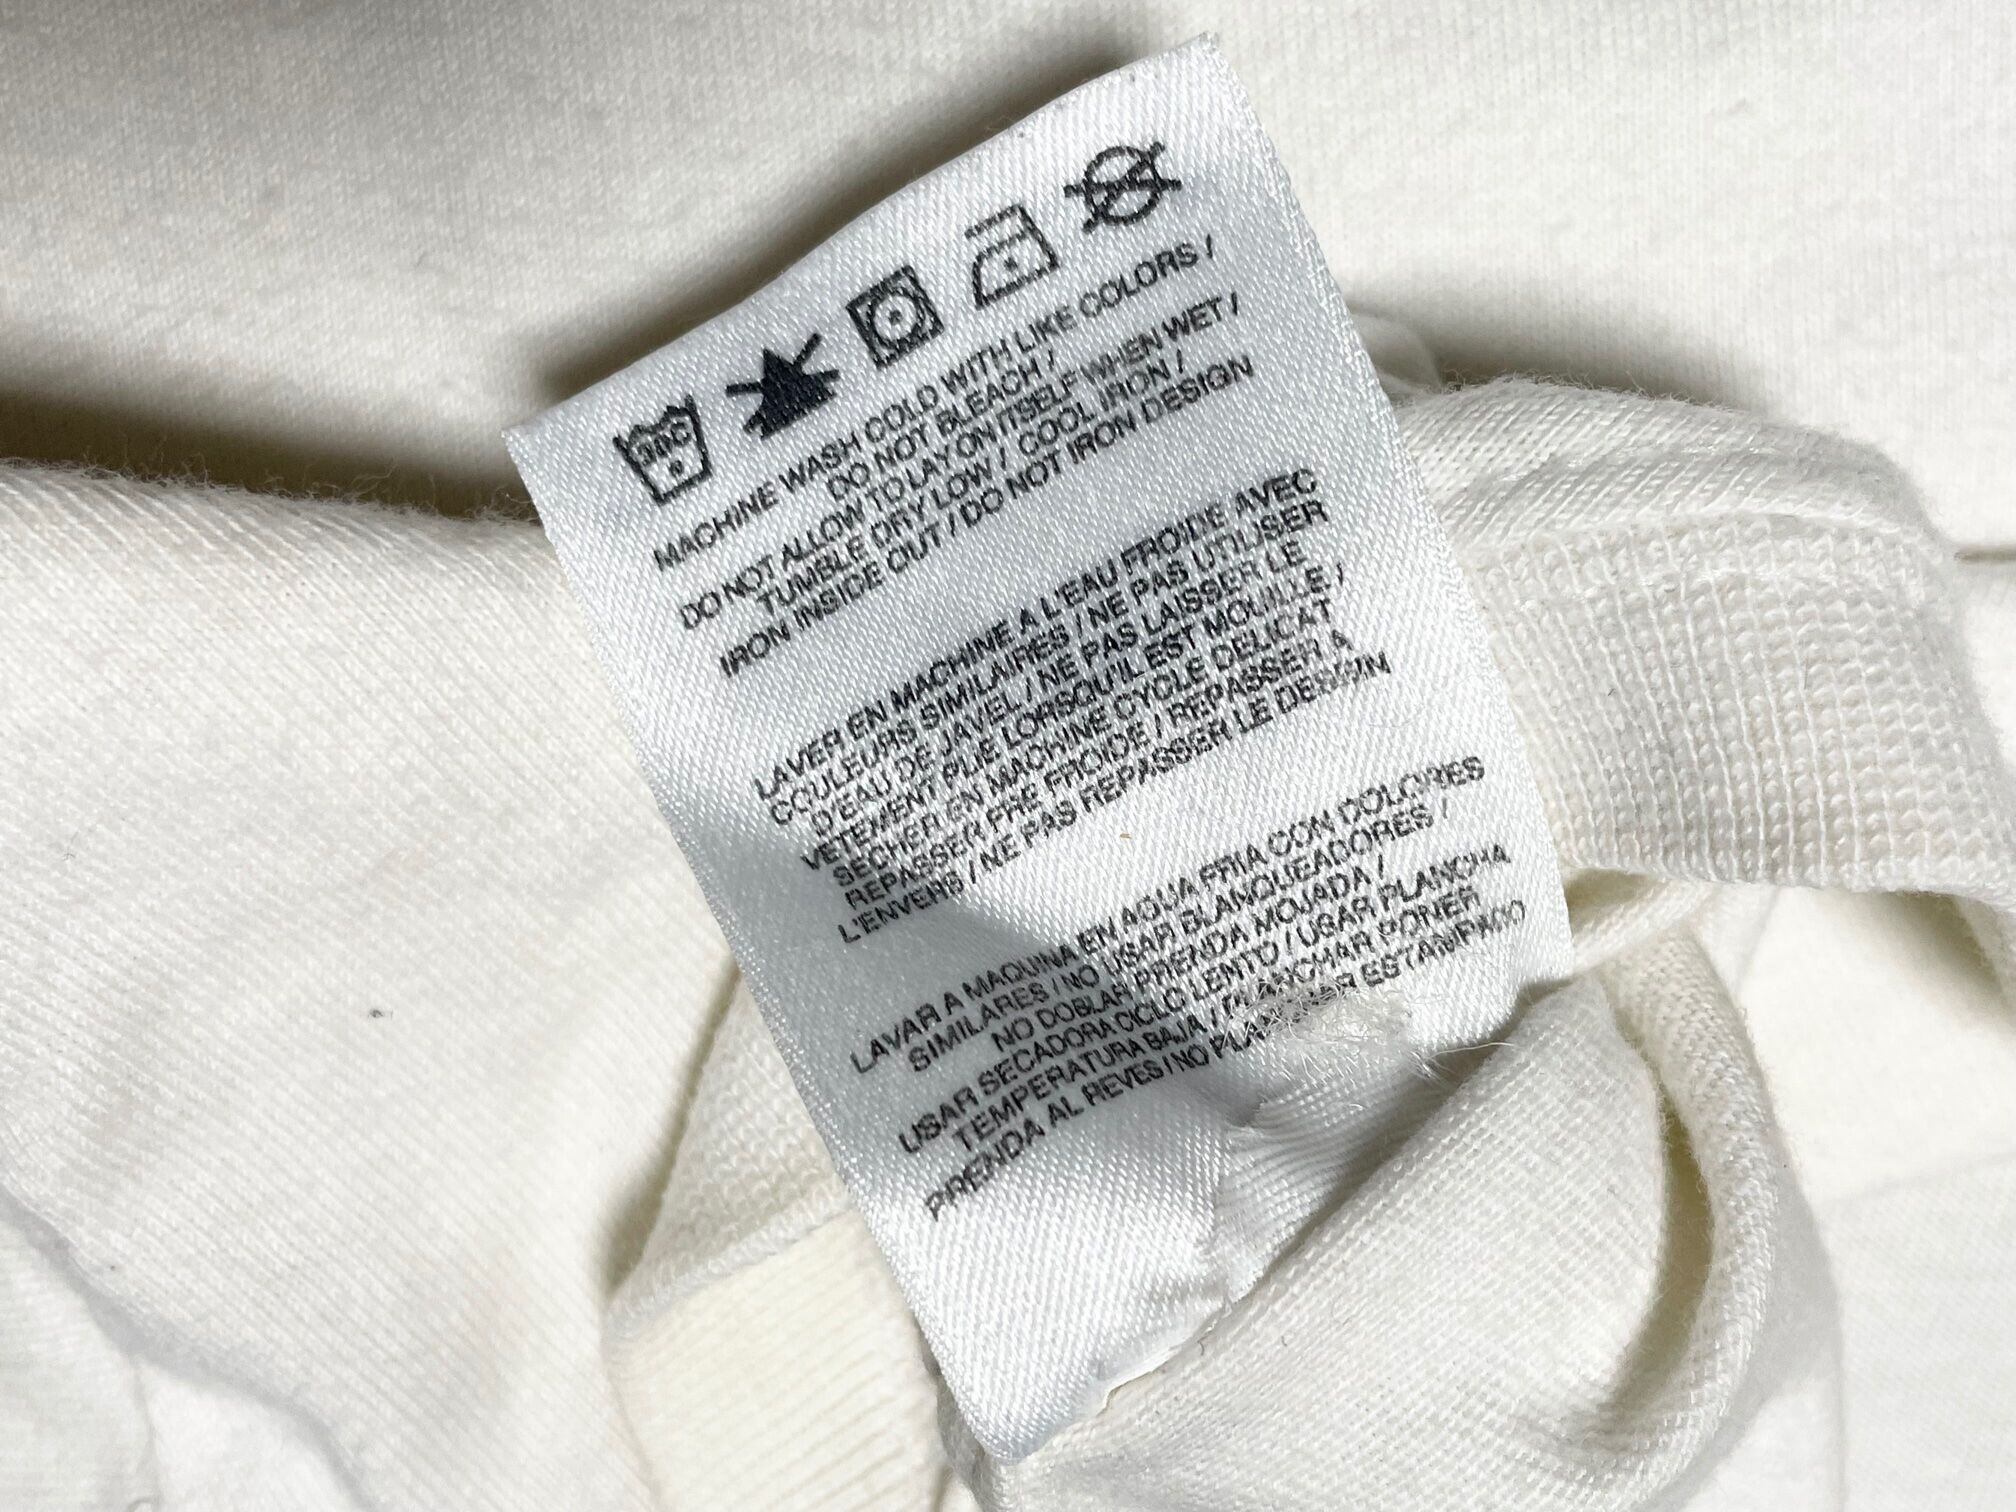 30C
MACHINE WASH COLD WITH LIKE COLORS /
DO NOT BLEACH /
DO NOT ALLOW TO LAY ON ITSELF WHEN WET /
TUMBLE DRY LOW / COOL IRON /
IRON INSIDE OUT / DO NOT IRON DESIGN
LAVER EN MACHINE A L'EAU FROIDE AVEC
COULEURS SIMILAIRES / NE PAS UTILISER
D'EAU DE JAVEL / NE PAS LAISSER LE
VETEMENT PLIE LORSQU'IL EST MOUILLE /
SECHER EN MACHINE CYCLE DELICAT
REPASSER FRE FROIDE / REPASSER A
L'ENVERS / NE PAS REPASSER LE DESSIN
LAVAR A MAQUINA EN AGUA FRIA CON DOLORES
SIMILARES / NO USAR BLANQUEADORES /
NO DOBLAR PRENDA MOJADA /
USAR SECADORA CICLO LENTO / USAR PLANCHA
TEMPERATURA BAJA / PLANCHAR PONER
PRENDA AL REVES / NO PLANCHAR ESTAMPADO